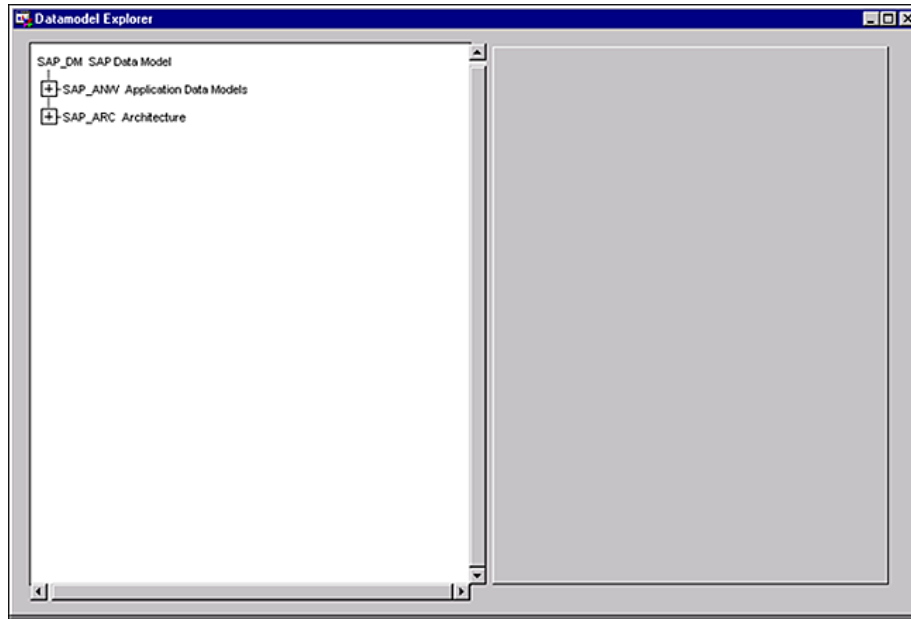 Datamodel Explorer
SAP_DM SAP Data Model
SAP_ANW Application Data Models
SAP_ARC Architecture